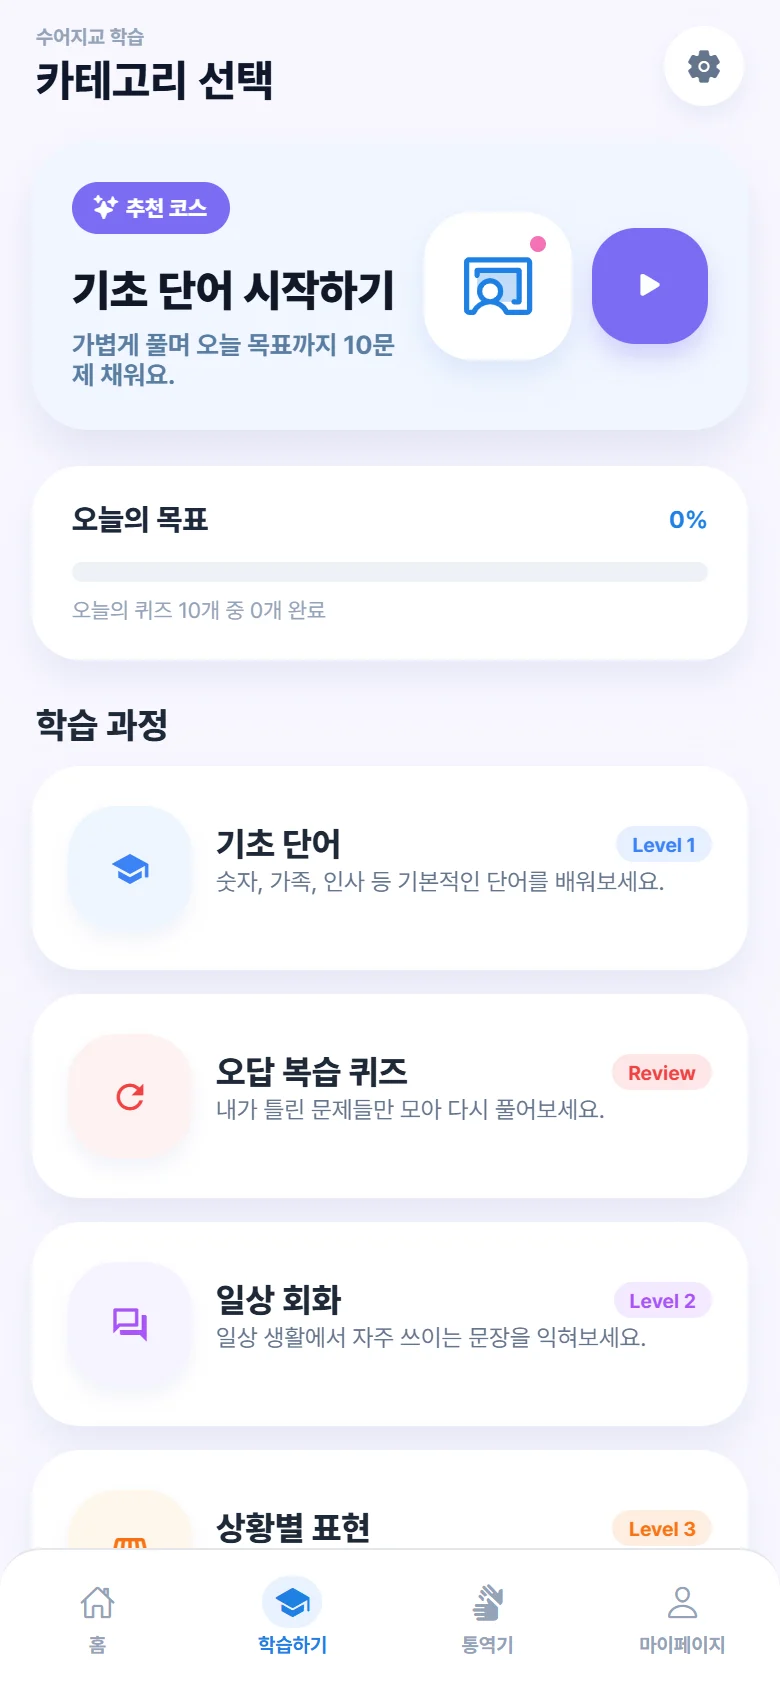 수어지교 학습
카테고리 선택
추천 코스
기초 단어 시작하기
가볍게 풀며 오늘 목표까지 10문
제 채워요.
오늘의 목표
0%
오늘의 퀴즈 10개 중 0개 완료
학습 과정
기초 단어
Level 1
숫자, 가족, 인사 등 기본적인 단어를 배워보세요.
오답 복습 퀴즈
Review
내가 틀린 문제들만 모아 다시 풀어보세요.
일상 회화
Level 2
일상 생활에서 자주 쓰이는 문장을 익혀보세요.
상황별 표현
Level 3
홈
학습하기
통역기
마이페이지